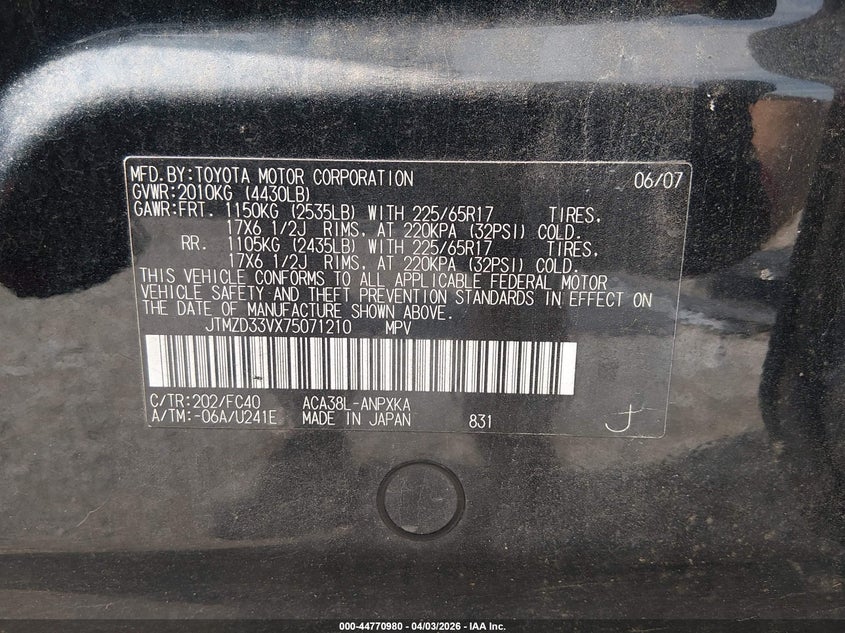 MFD.BY:TOYOTA MOTOR CORPORATION 06/07
GVWR:2010KG (4430LB)
GAWR:FRT. 1150KG (2535LB) WITH 225/65R17 TIRES,
17X6 1/2J RIMS, AT 220KPA (32PSI) COLD.
RR. 1105KG (2435LB) WITH 225/65R17 TIRES,
17X6 1/2J RIMS, AT 220KPA (32PSI) COLD.
THIS VEHICLE CONFORMS TO ALL APPLICABLE FEDERAL MOTOR
VEHICLE SAFETY AND THEFT PREVENTION STANDARDS IN EFFECT ON
THE DATE OF MANUFACTURE SHOWN ABOVE.
JTMZD33VX75071210 MPV
C/TR:202/FC40 ACA38L-ANPXKA
A/TM:-06A/U241E MADE IN JAPAN 831 J
000-44770980 - 04/03/2026 - IAA Inc.